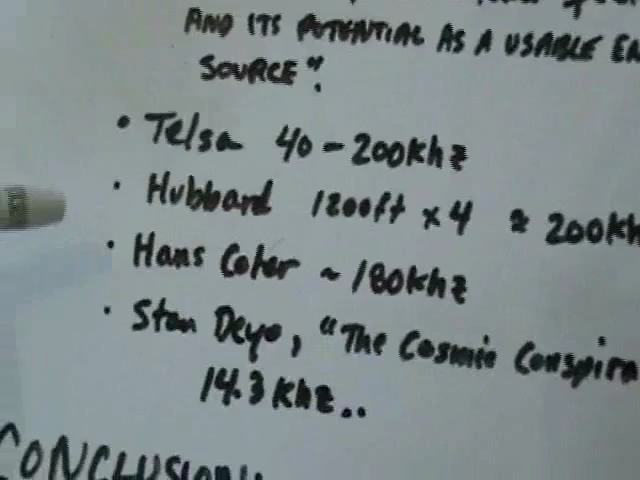 AND ITS POTENTIAL AS A USABLE EN
SOURCE".
• Telsa 40 - 200Khz
• Hubbard 1200ft x 4 ≈ 200Kh
• Hans Coler ~ 180Khz
• Stan Deyo, "The Cosmic Conspira
14.3 Khz..
CONCLUSION: